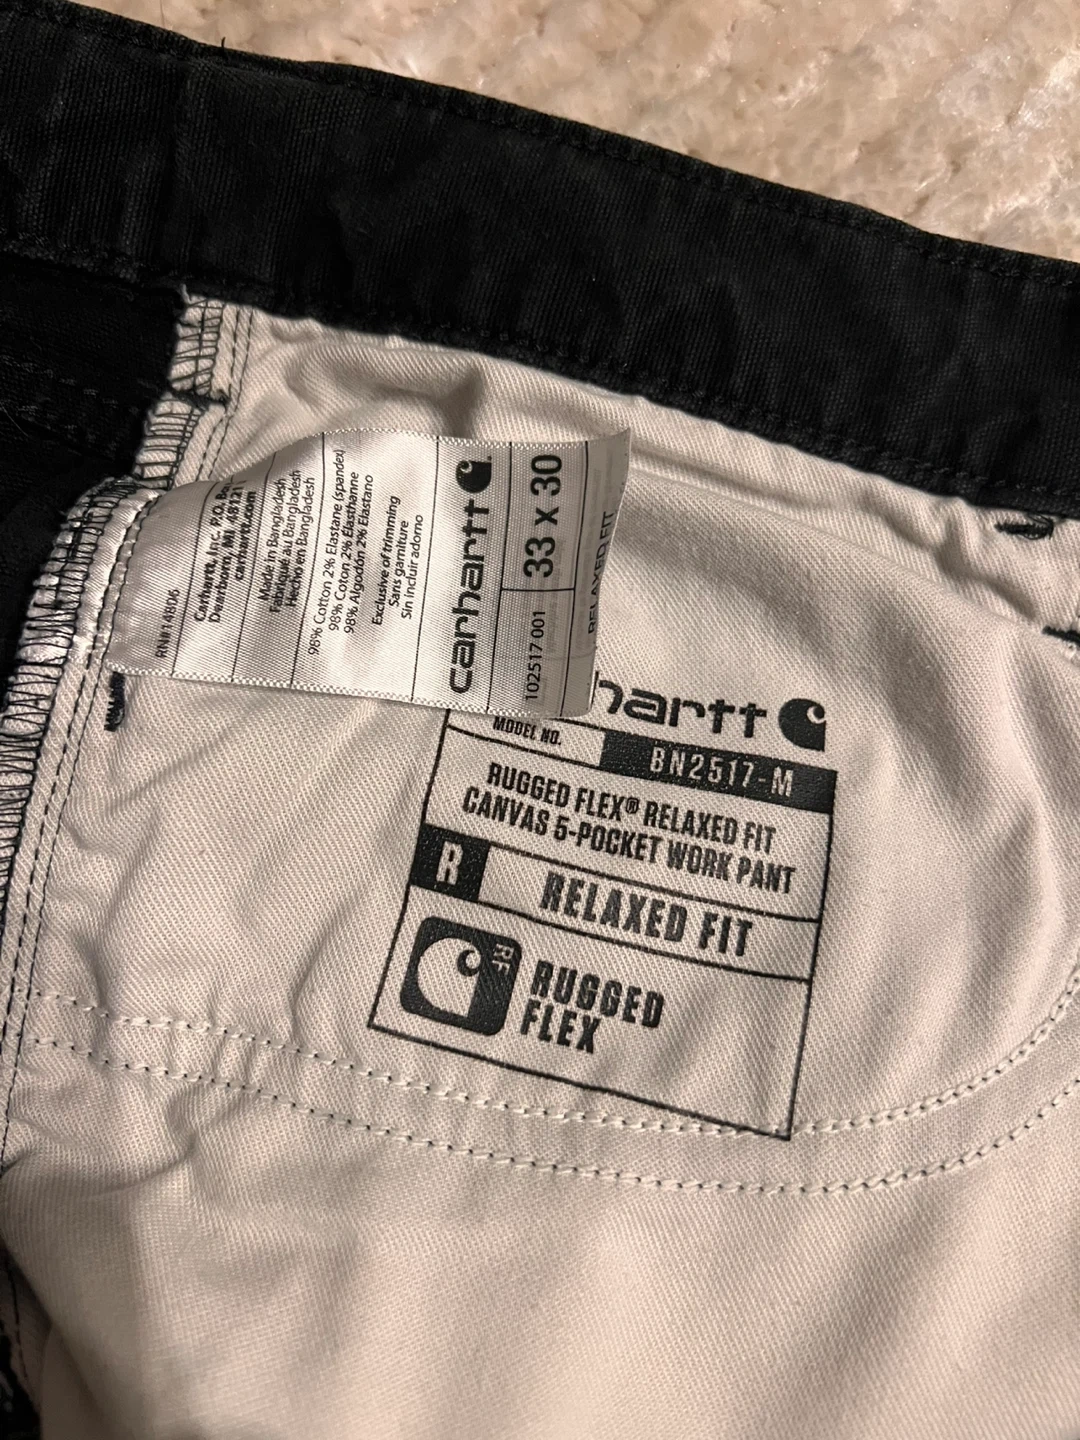 carhartt
33 x 30
102517 001
RELAXED FIT
Exclusive of trimming
Sans garniture
Sin incluir adorno
98% Cotton 2% Elastane (spandex)
98% Coton 2% Élasthanne
98% Algodón 2% Elastano
Made in Bangladesh
Fabriqué au Bangladesh
Hecho en Bangladesh
Carhartt, Inc. P.O. Bo
Dearborn, MI 48121
carhartt.com
RN#14806
hartt
MODEL NO.
BN2517-M
RUGGED FLEX® RELAXED FIT
CANVAS 5-POCKET WORK PANT
R RELAXED FIT
RF
RUGGED
FLEX